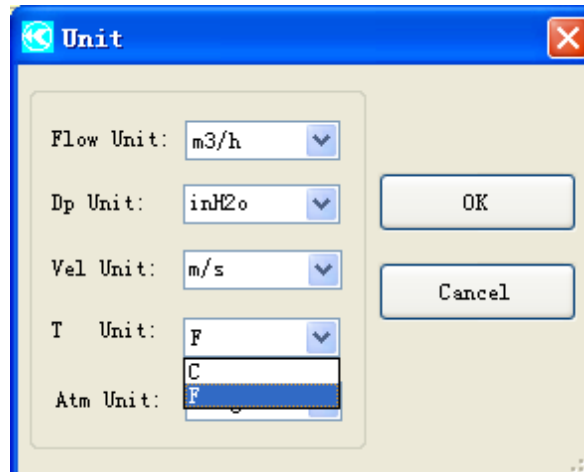 Unit
Flow Unit: m3/h
Dp Unit: inH2o
OK
Vel Unit: m/s
Cancel
T Unit: F
C
F
Atm Unit: